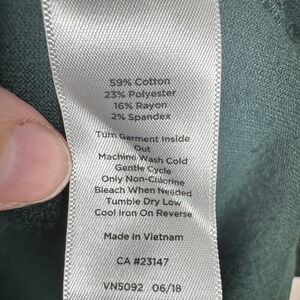 59% Cotton
23% Polyester
16% Rayon
2% Spandex
Turn Garment Inside
Out
Machine Wash Cold
Gentle Cycle
Only Non-Chlorine
Bleach When Needed
Tumble Dry Low
Cool Iron On Reverse
Made in Vietnam
CA #23147
VN5092 06/18